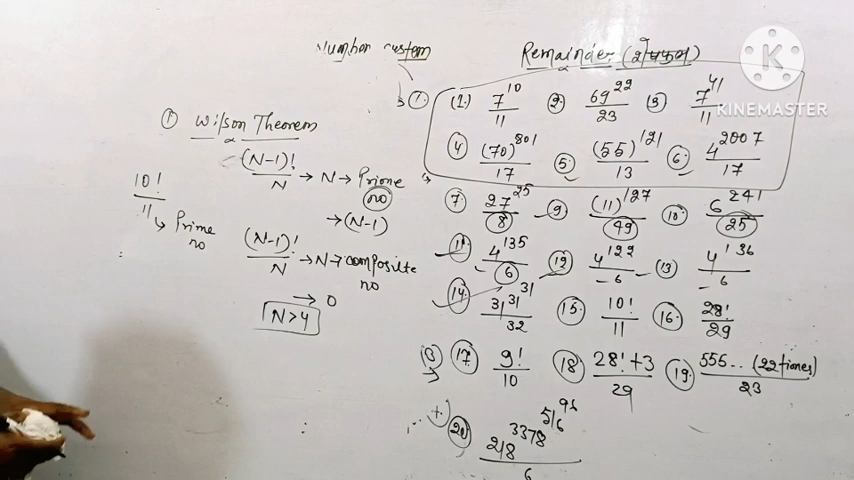 Number System
Remainder (शेषफल)
① Wilson Theorem
(N-1)! / N → N → Prime no
→ (N-1)
10! / 11 → Prime no
(N-1)! / N → N → composite no
→ 0
N>4
(1.) 7^10 / 11 2. 69^22 / 23 3 7^41 / 11
4 (70)^801 / 17 5. (55)^121 / 13 6. 4^2007 / 17
7. 27^25 / 8 9 (11)^127 / 49 10. 6^241 / 25
11. 4^135 / 6 12 4^122 / 6 13 4^136 / 6
14 31^31^31 / 32 15. 10! / 11 16. 28! / 29
17. 9! / 10 18 28!+3 / 29 19. 555... (22 times) / 23
20
6
KINEMASTER